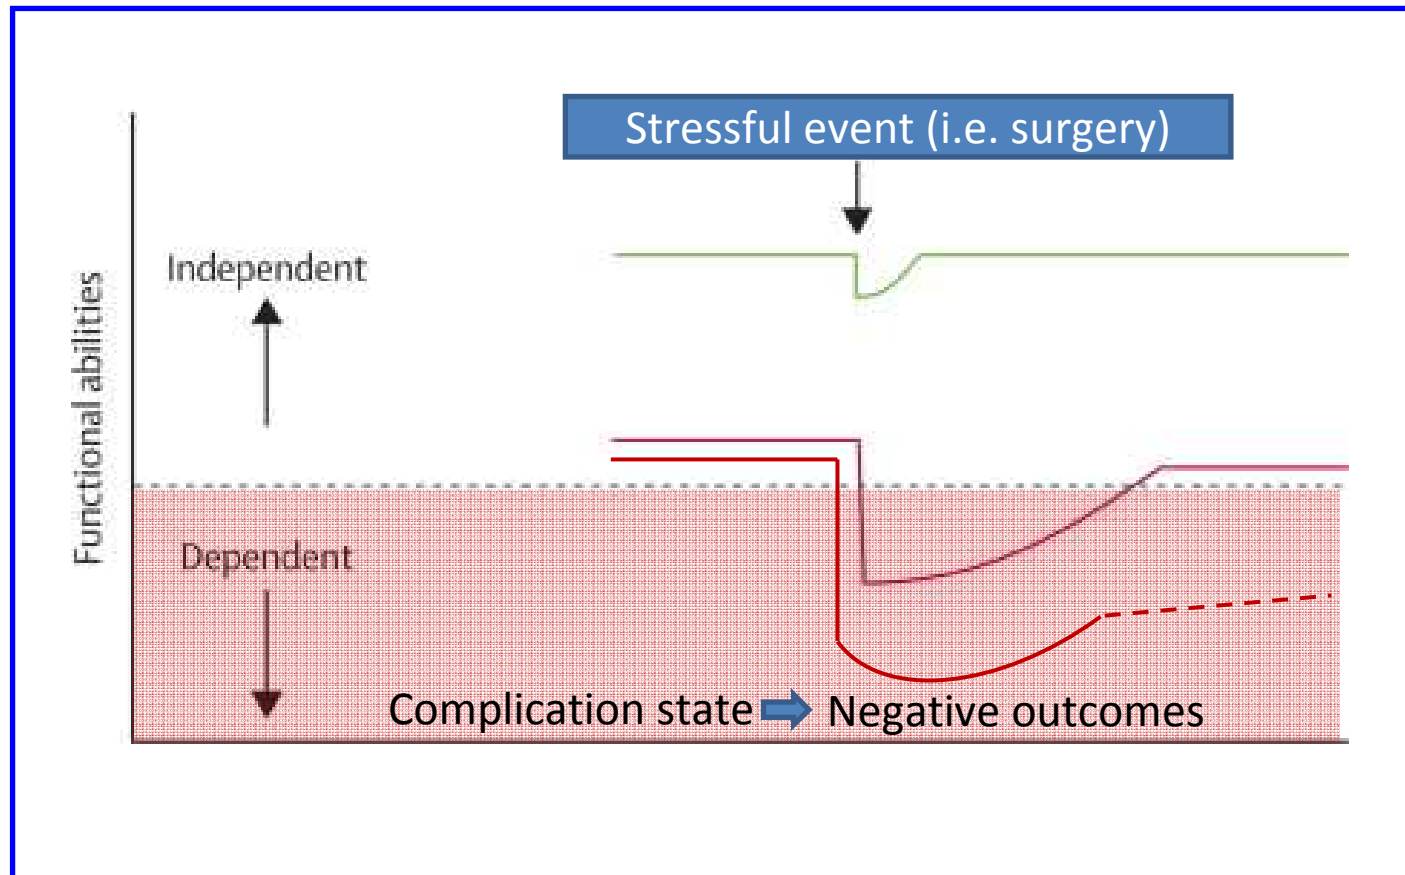 Stressful event (i.e. surgery)
Independent
Functional abilities
Dependent
Complication state
Negative outcomes